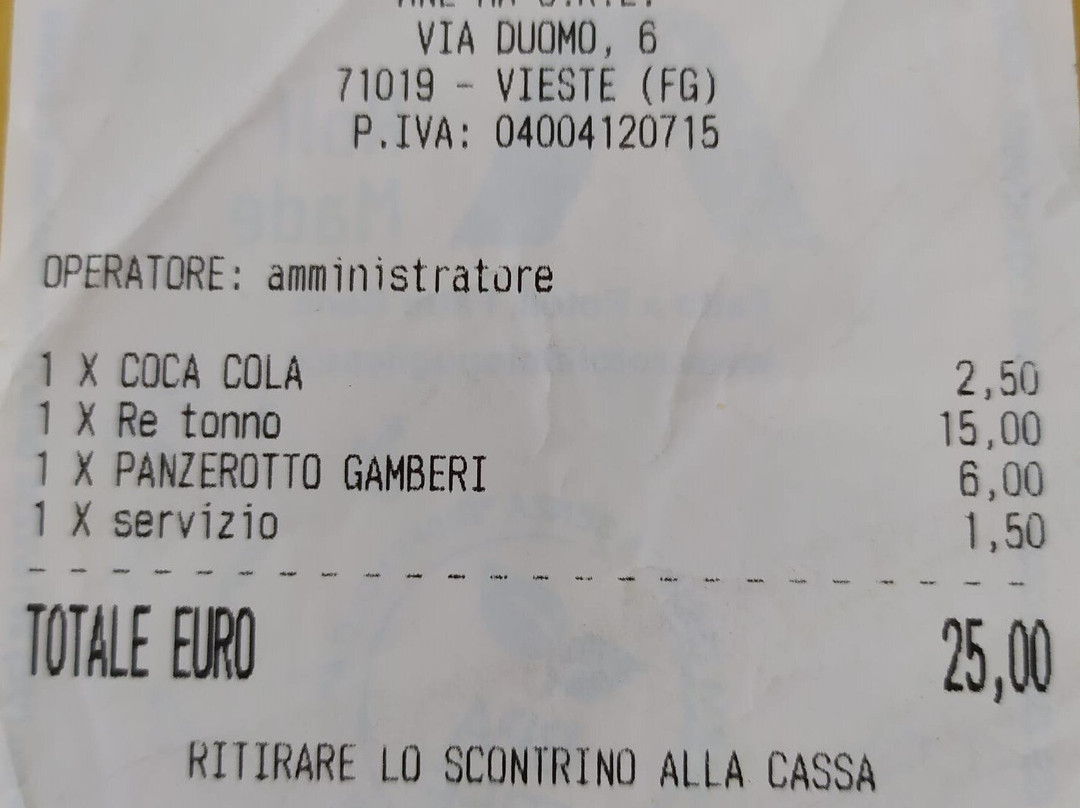 VIA DUOMO, 6
71019 - VIESTE (FG)
P.IVA: 04004120715
OPERATORE: amministratore
1 X COCA COLA 2,50
1 X Re tonno 15,00
1 X PANZEROTTO GAMBERI 6,00
1 X servizio 1,50
TOTALE EURO 25,00
RITIRARE LO SCONTRINO ALLA CASSA